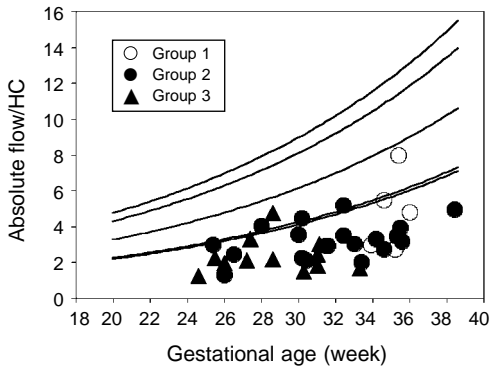 Absolute flow/HC
16
14
12
10
8
6
4
2
0
Group 1
Group 2
Group 3
18 20 22 24 26 28 30 32 34 36 38 40
Gestational age (week)